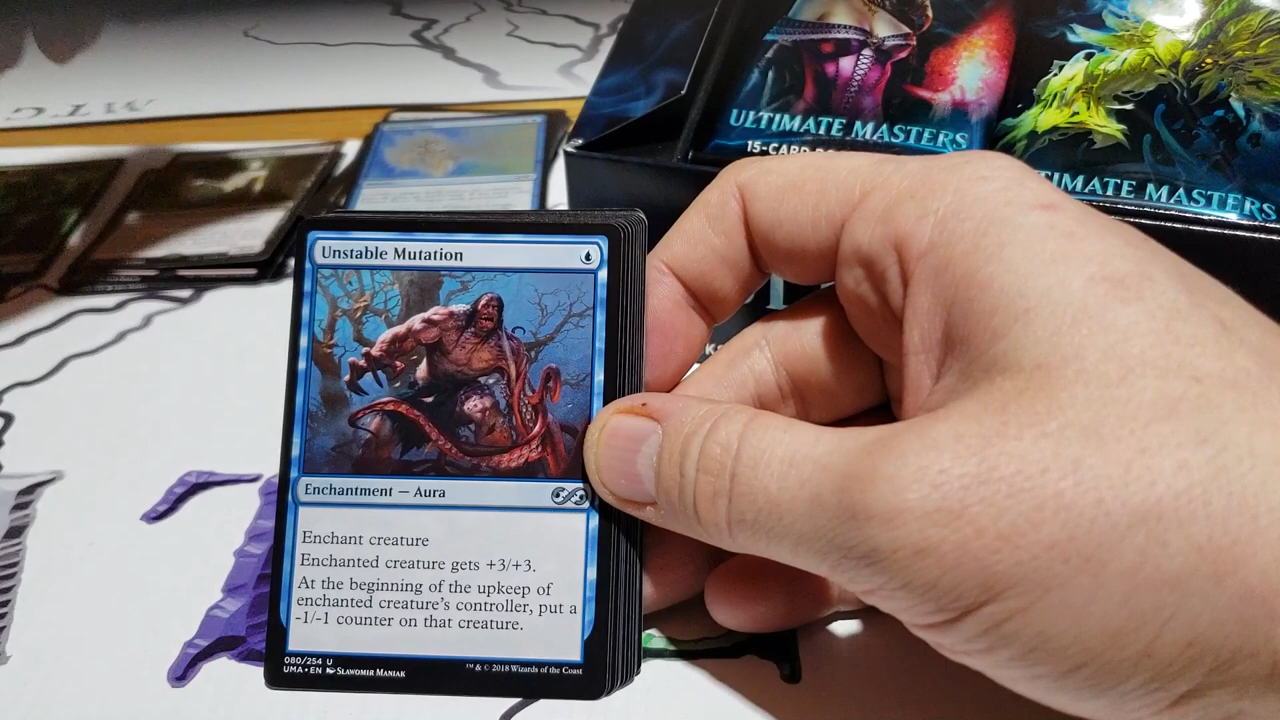 MTG
ULTIMATE MASTERS
15-CARD
TIMATE MASTERS
Unstable Mutation
Enchantment — Aura
Enchant creature
Enchanted creature gets +3/+3.
At the beginning of the upkeep of
enchanted creature's controller, put a
-1/-1 counter on that creature.
080/254 U
UMA • EN SLAWOMIR MANIAK
™ & © 2018 Wizards of the Coast